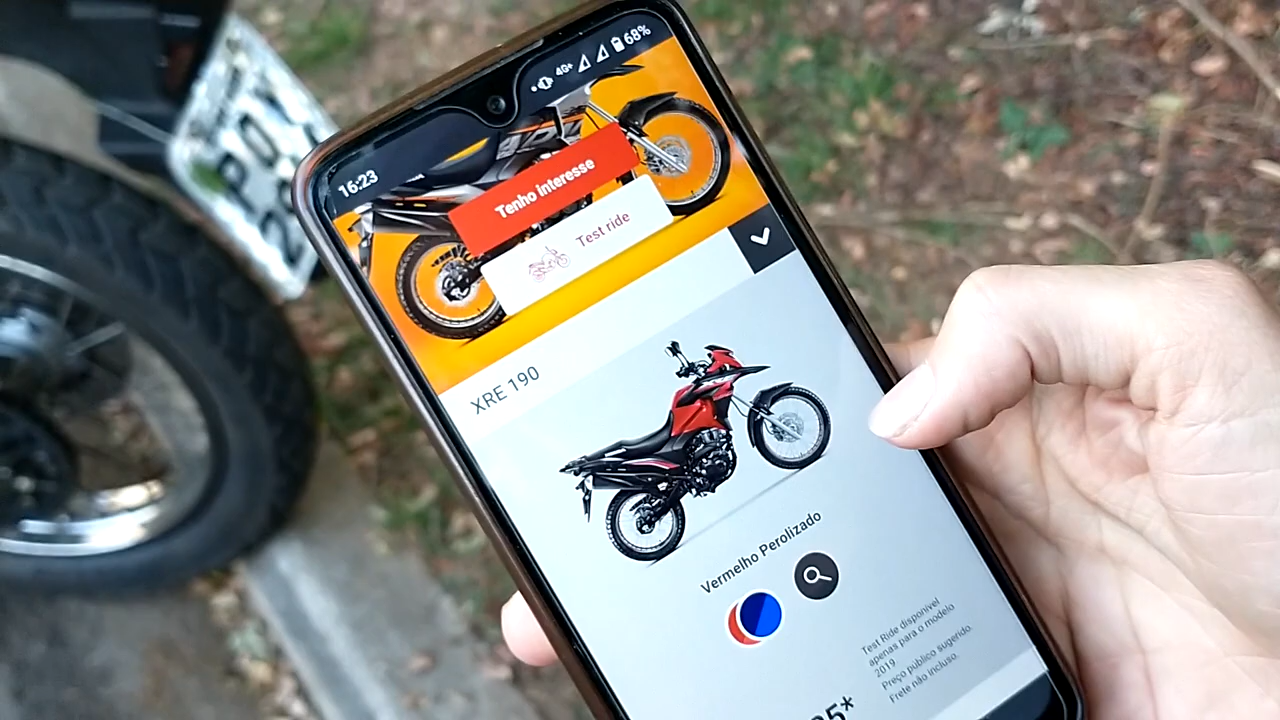 16:23
4G+
68%
Tenho interesse
Test ride
XRE 190
Vermelho Perolizado
Test Ride disponível
apenas para o modelo
2019
Preço público sugerido.
Frete não incluso.